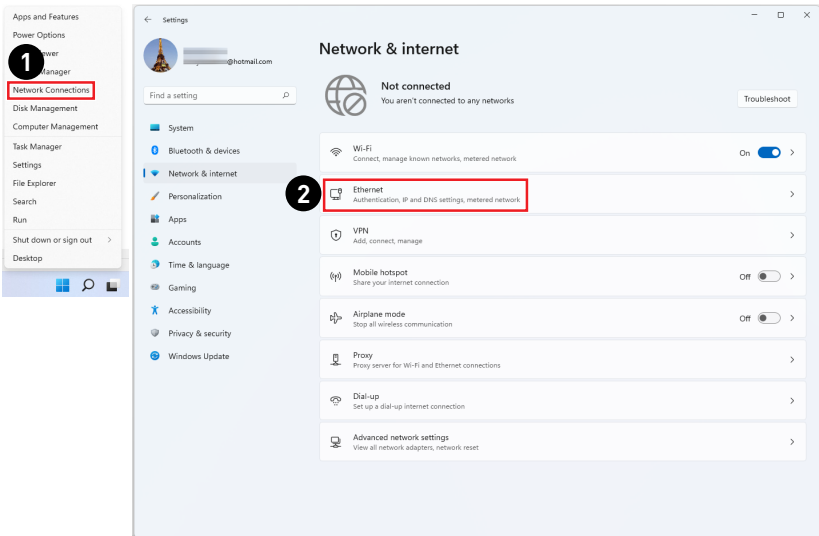 Apps and Features
Power Options
ewer
1
Manager
Network Connections
Disk Management
Computer Management
Task Manager
Settings
File Explorer
Search
Run
Shut down or sign out
Desktop
Settings
@hotmail.com
Find a setting
System
Bluetooth & devices
Network & internet
Personalization
Apps
Accounts
Time & language
Gaming
Accessibility
Privacy & security
Windows Update
Network & internet
Not connected
You aren't connected to any networks
Troubleshoot
Wi-Fi
Connect, manage known networks, metered network
On
2
Ethernet
Authentication, IP and DNS settings, metered network
VPN
Add, connect, manage
Mobile hotspot
Share your internet connection
Off
Airplane mode
Stop all wireless communication
Off
Proxy
Proxy server for Wi-Fi and Ethernet connections
Dial-up
Set up a dial-up internet connection
Advanced network settings
View all network adapters, network reset